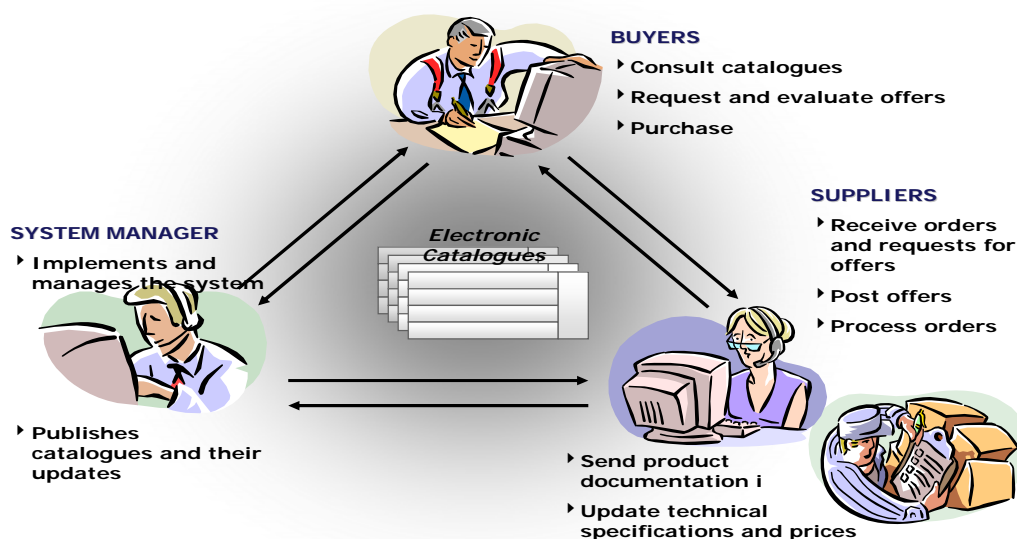 BUYERS
Consult catalogues
Request and evaluate offers
Purchase
SUPPLIERS
Receive orders
and requests for
offers
Post offers
Process orders
SYSTEM MANAGER
Implements and
manages the system
Electronic
Catalogues
Publishes
catalogues and their
updates
Send product
documentation i
Update technical
specifications and prices